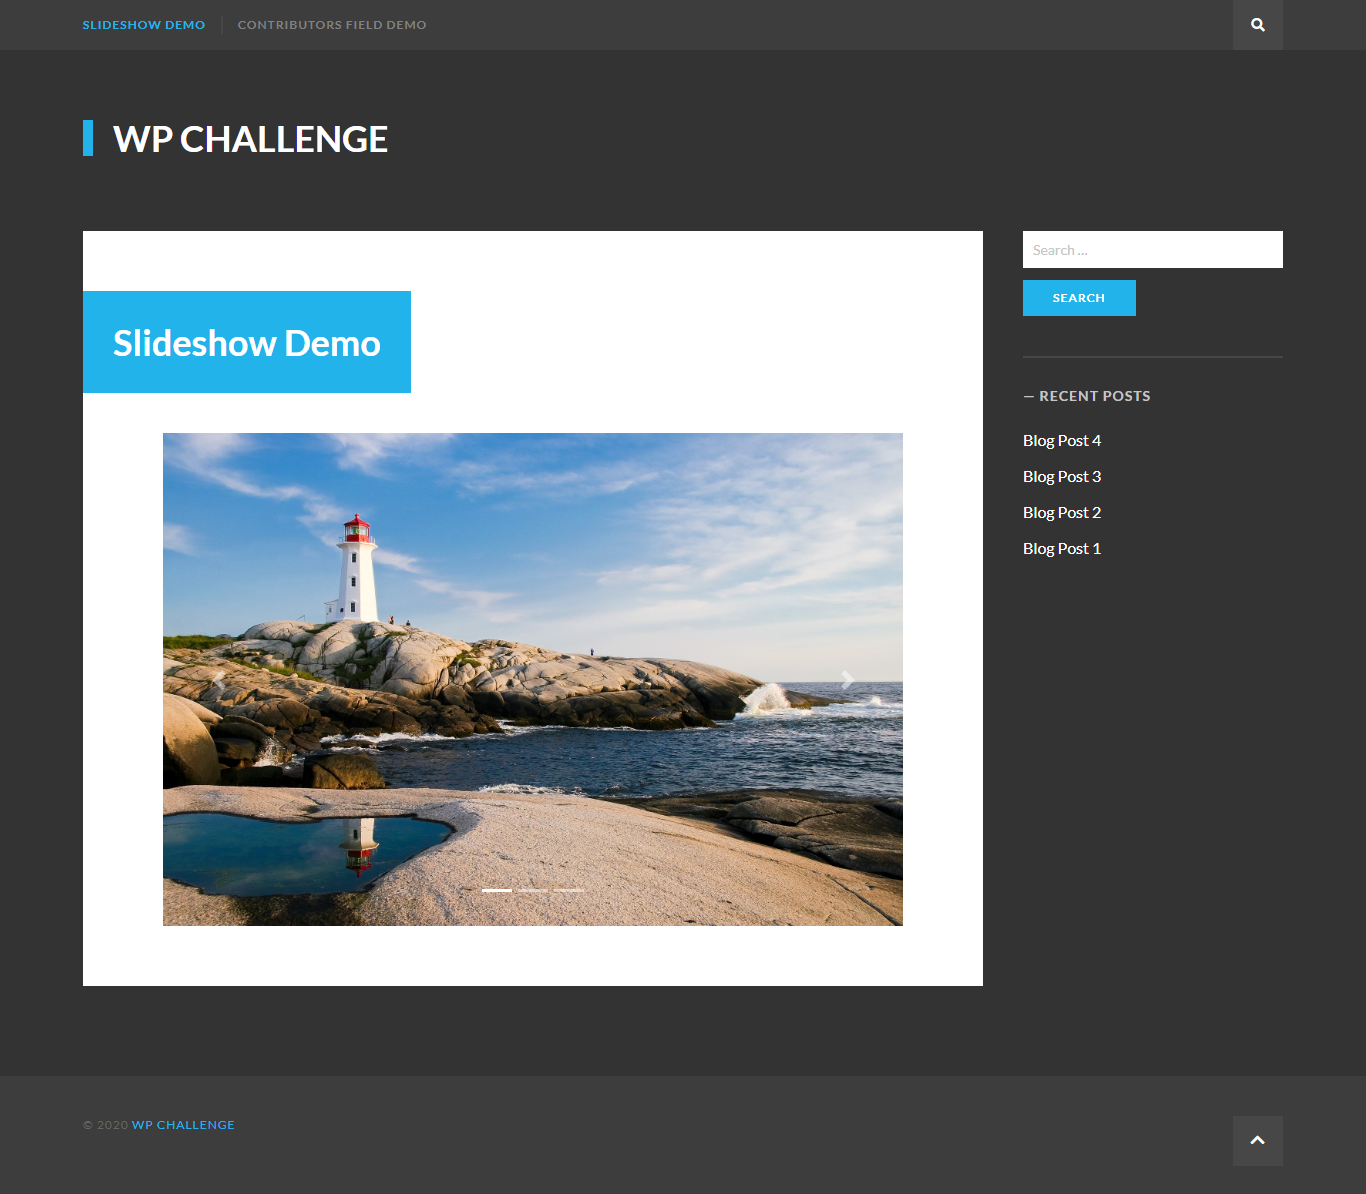 SLIDESHOW DEMO
CONTRIBUTORS FIELD DEMO
WP CHALLENGE
Slideshow Demo
Search ...
SEARCH
— RECENT POSTS
Blog Post 4
Blog Post 3
Blog Post 2
Blog Post 1
© 2020 WP CHALLENGE